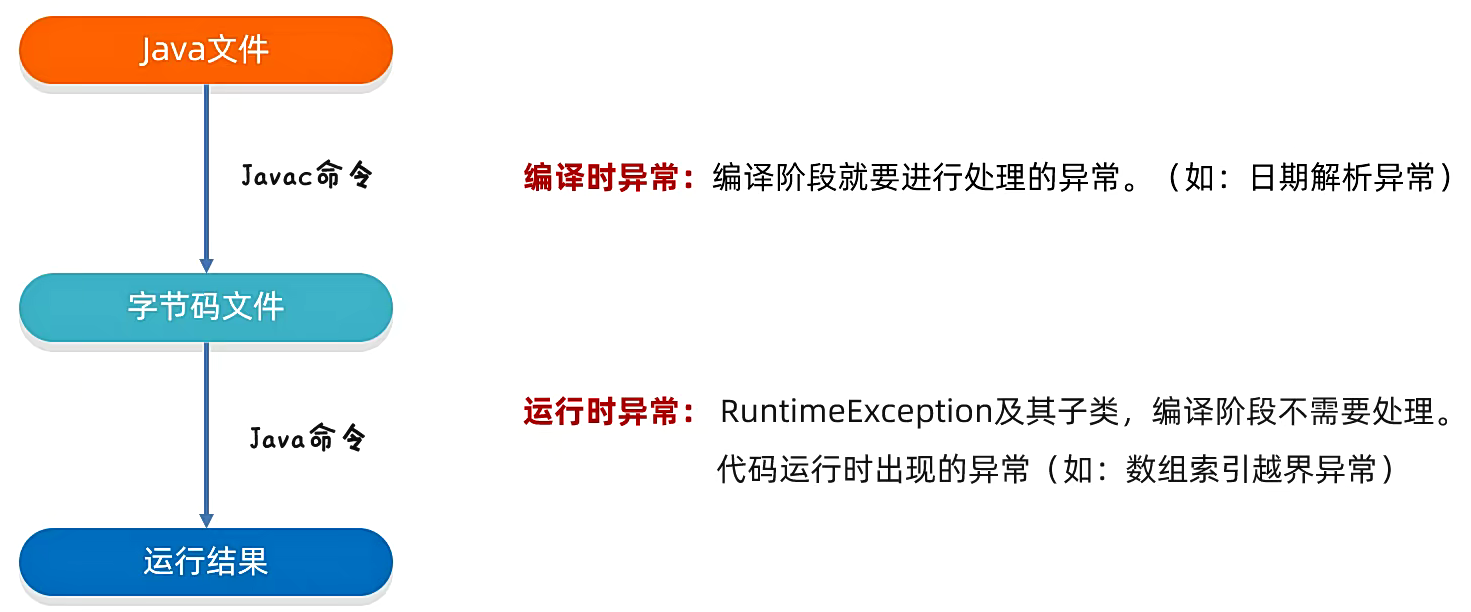 Java文件
Javac命令
编译时异常：编译阶段就要进行处理的异常。（如：日期解析异常）
字节码文件
运行时异常： RuntimeException及其子类，编译阶段不需要处理。
代码运行时出现的异常（如：数组索引越界异常）
Java命令
运行结果